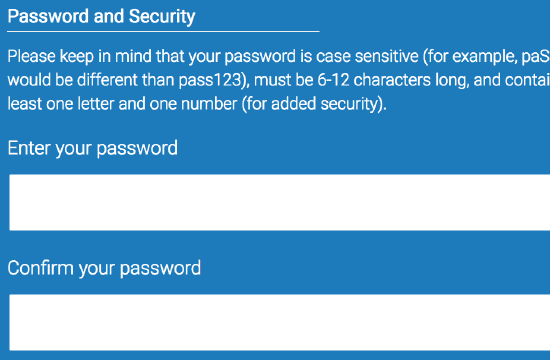 Password and Security
Please keep in mind that your password is case sensitive (for example, paS
would be different than pass123), must be 6-12 characters long, and contai
least one letter and one number (for added security).
Enter your password
Confirm your password